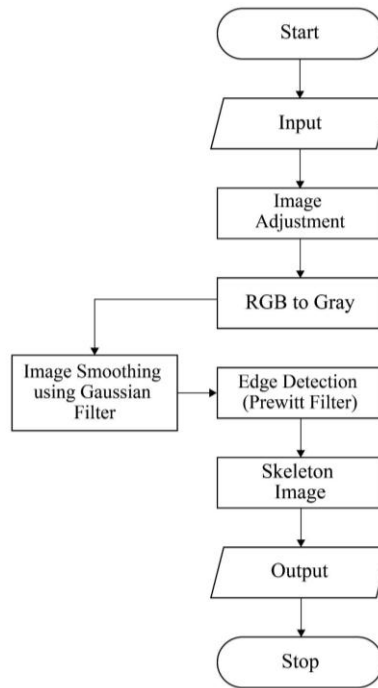 Start
Input
Image
Adjustment
RGB to Gray
Image Smoothing
using Gaussian
Filter
Edge Detection
(Prewitt Filter)
Skeleton
Image
Output
Stop